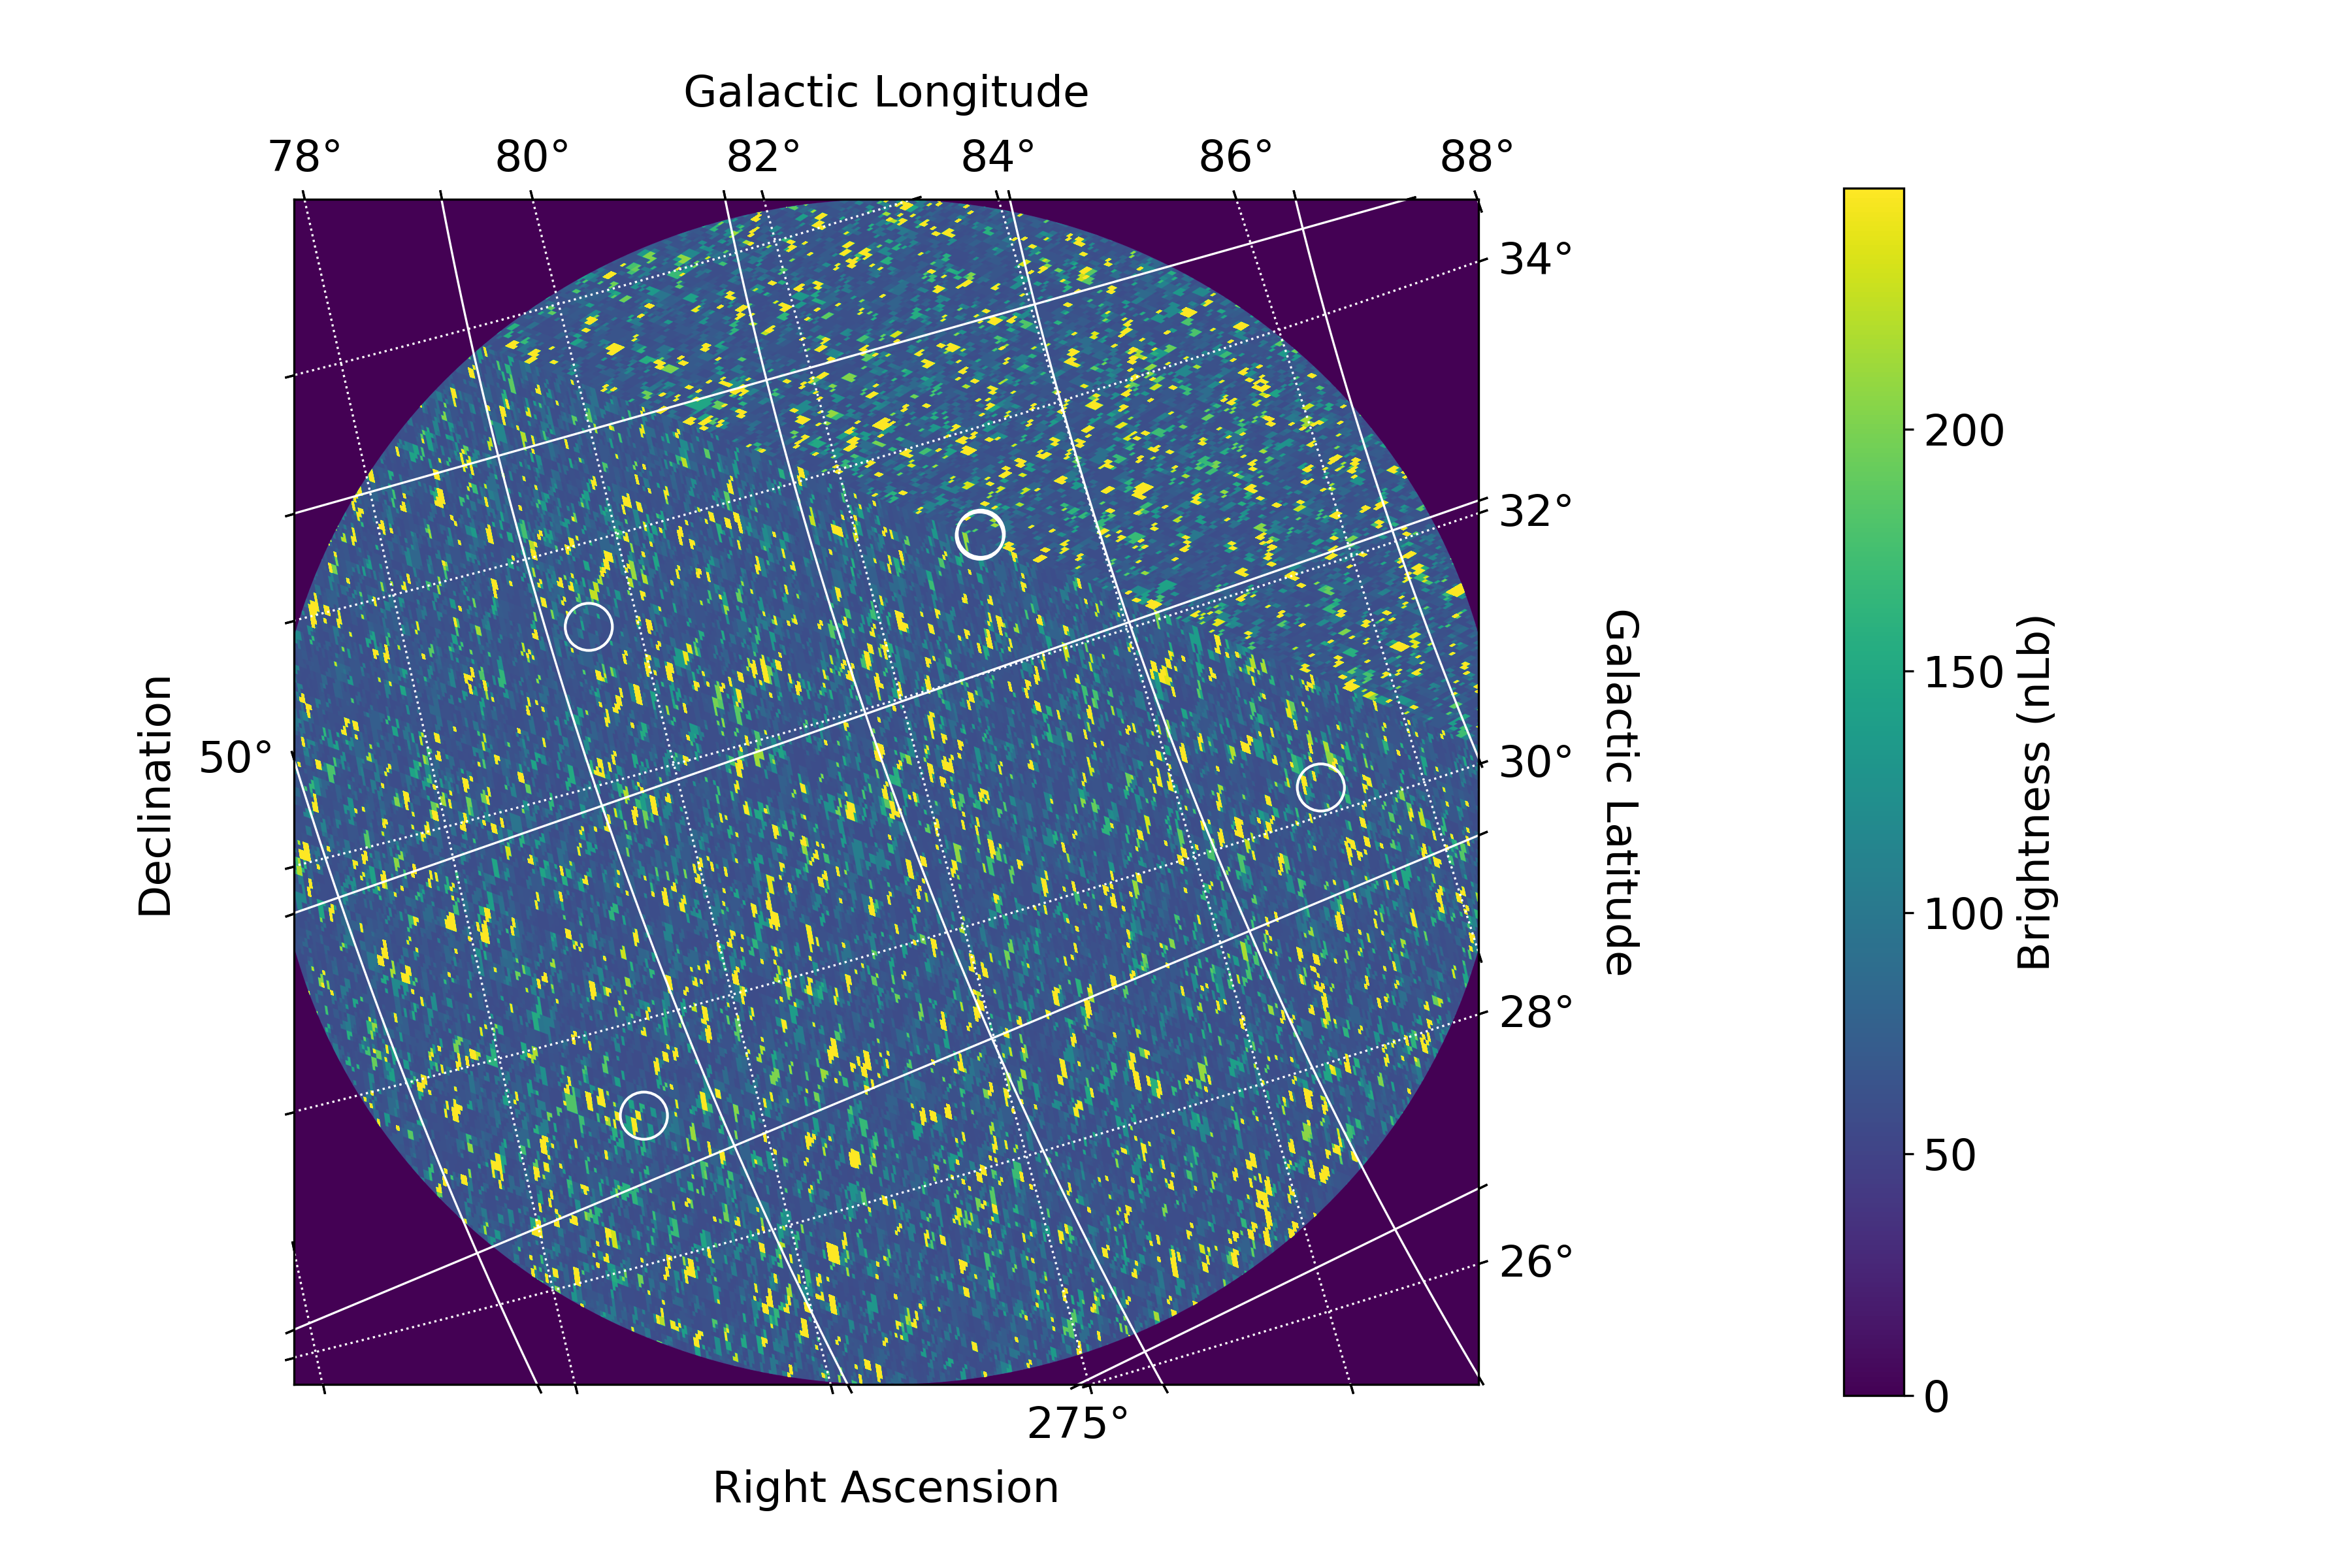 Galactic Longitude
78° 80° 82° 84° 86° 88°
34°
32°
30°
28°
26°
Galactic Latitude
Declination
50°
275°
Right Ascension
200
150
100
50
0
Brightness (nLb)